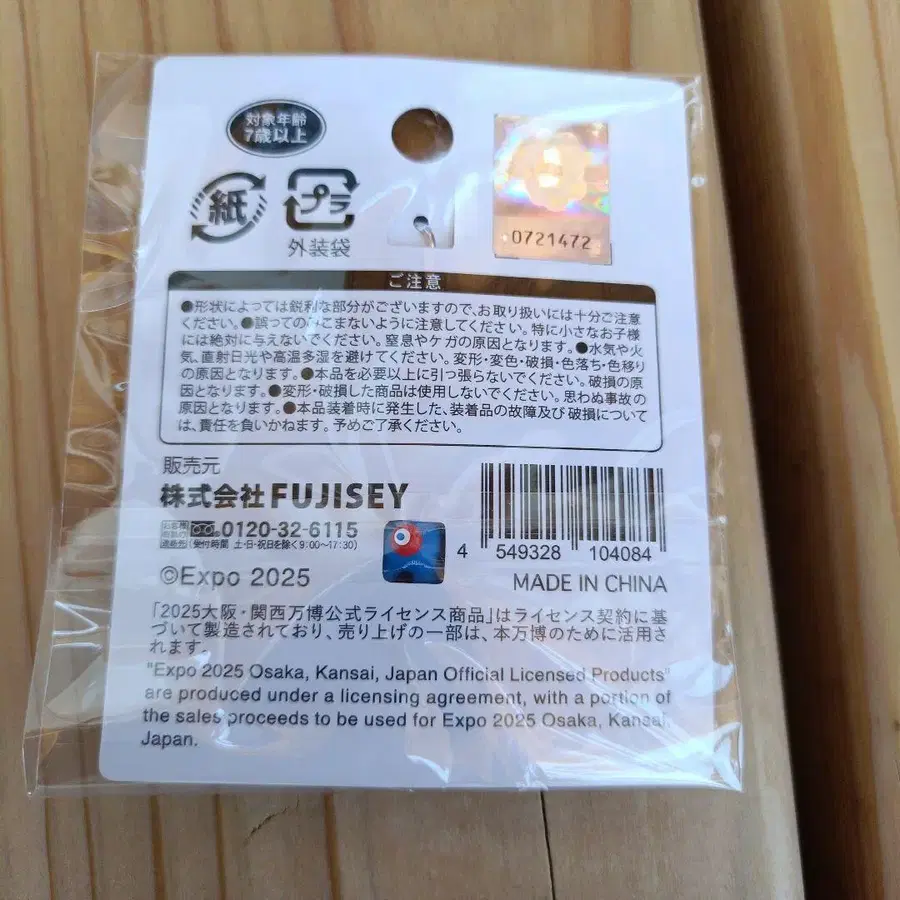 対象年齢
7歳以上
紙
プラ
外装袋
0721472
ご注意
●形状によっては鋭利な部分がございますので、お取り扱いには十分ご注意
ください。●誤ってのみこまないように注意してください。特に小さなお子様
には絶対に与えないでください。窒息やケガの原因となります。●水気や火
気、直射日光や高温多湿を避けてください。変形・変色・破損・色落ち・色移り
の原因となります。●本品を必要以上に引っ張らないでください。破損の原
因となります。●変形・破損した商品は使用しないでください。思わぬ事故の
原因となります。●本品装着時に発生した、装着品の故障及び破損について
は、責任を負いかねます。予めご了承ください。
販売元
株式会社 FUJISEY
0120-32-6115
(受付時間 土・日・祝日を除く9:00〜17:30)
4 549328 104084
©Expo 2025
MADE IN CHINA
「2025大阪・関西万博公式ライセンス商品」はライセンス契約に基
づいて製造されており、売り上げの一部は、本万博のために活用さ
れます。
"Expo 2025 Osaka, Kansai, Japan Official Licensed Products"
are produced under a licensing agreement, with a portion of
the sales proceeds to be used for Expo 2025 Osaka, Kansai,
Japan.